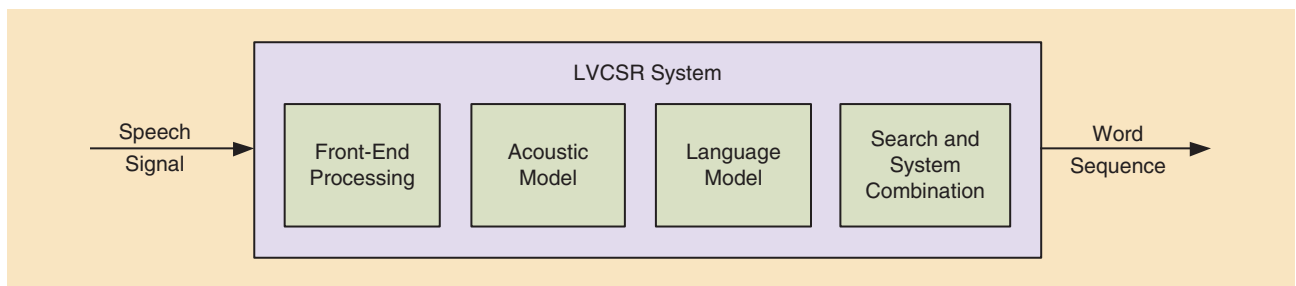 LVCSR System
Speech
Signal
Front-End
Processing
Acoustic
Model
Language
Model
Search and
System
Combination
Word
Sequence